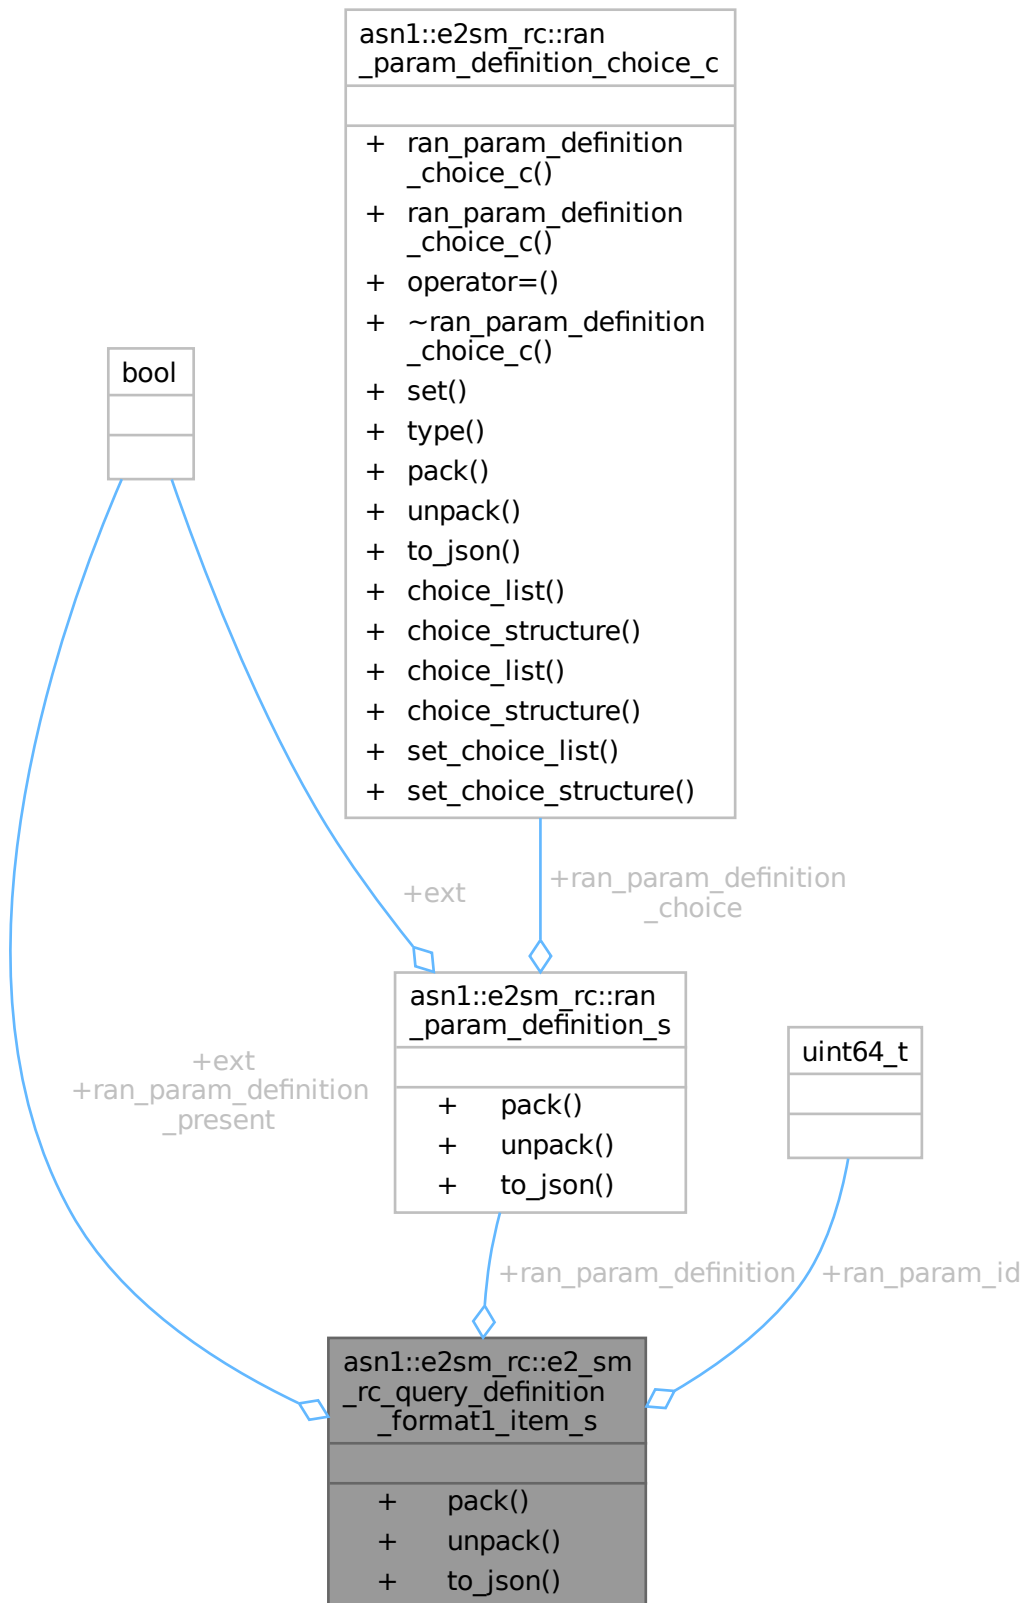 asn1::e2sm_rc::ran
_param_definition_choice_c
+ ran_param_definition
_choice_c()
+ ran_param_definition
_choice_c()
+ operator=()
+ ~ran_param_definition
_choice_c()
+ set()
+ type()
+ pack()
+ unpack()
+ to_json()
+ choice_list()
+ choice_structure()
+ choice_list()
+ choice_structure()
+ set_choice_list()
+ set_choice_structure()
bool
+ext
+ran_param_definition
_choice
asn1::e2sm_rc::ran
_param_definition_s
+ pack()
+ unpack()
+ to_json()
uint64_t
+ext
+ran_param_definition
_present
+ran_param_definition
+ran_param_id
asn1::e2sm_rc::e2_sm
_rc_query_definition
_format1_item_s
+ pack()
+ unpack()
+ to_json()